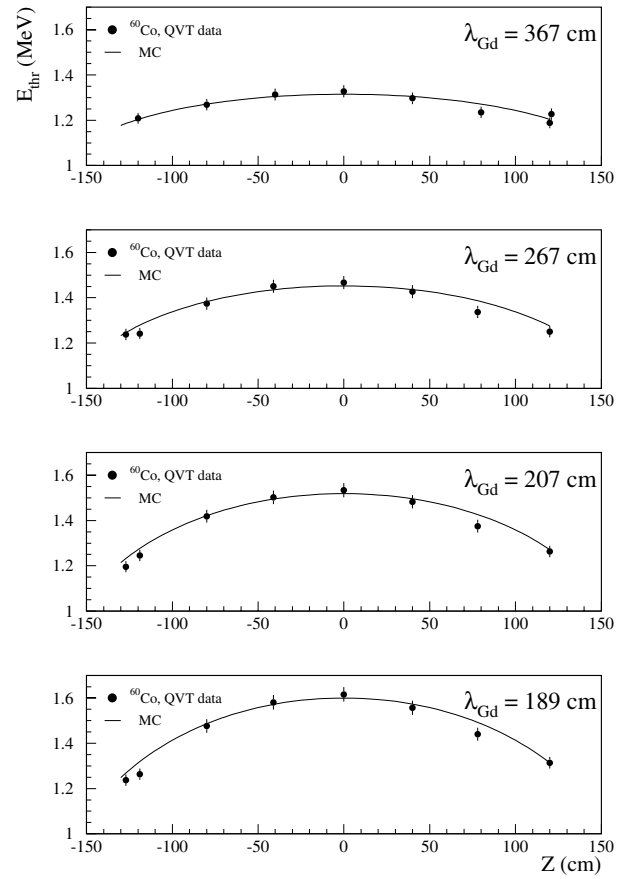 E_thr (MeV)
1.6
1.4
1.2
1
⁶⁰Co, QVT data
MC
λ_Gd = 367 cm
-150 -100 -50 0 50 100 150
1.6
1.4
1.2
1
⁶⁰Co, QVT data
MC
λ_Gd = 267 cm
-150 -100 -50 0 50 100 150
1.6
1.4
1.2
1
⁶⁰Co, QVT data
MC
λ_Gd = 207 cm
-150 -100 -50 0 50 100 150
1.6
1.4
1.2
1
⁶⁰Co, QVT data
MC
λ_Gd = 189 cm
-150 -100 -50 0 50 100 150
Z (cm)